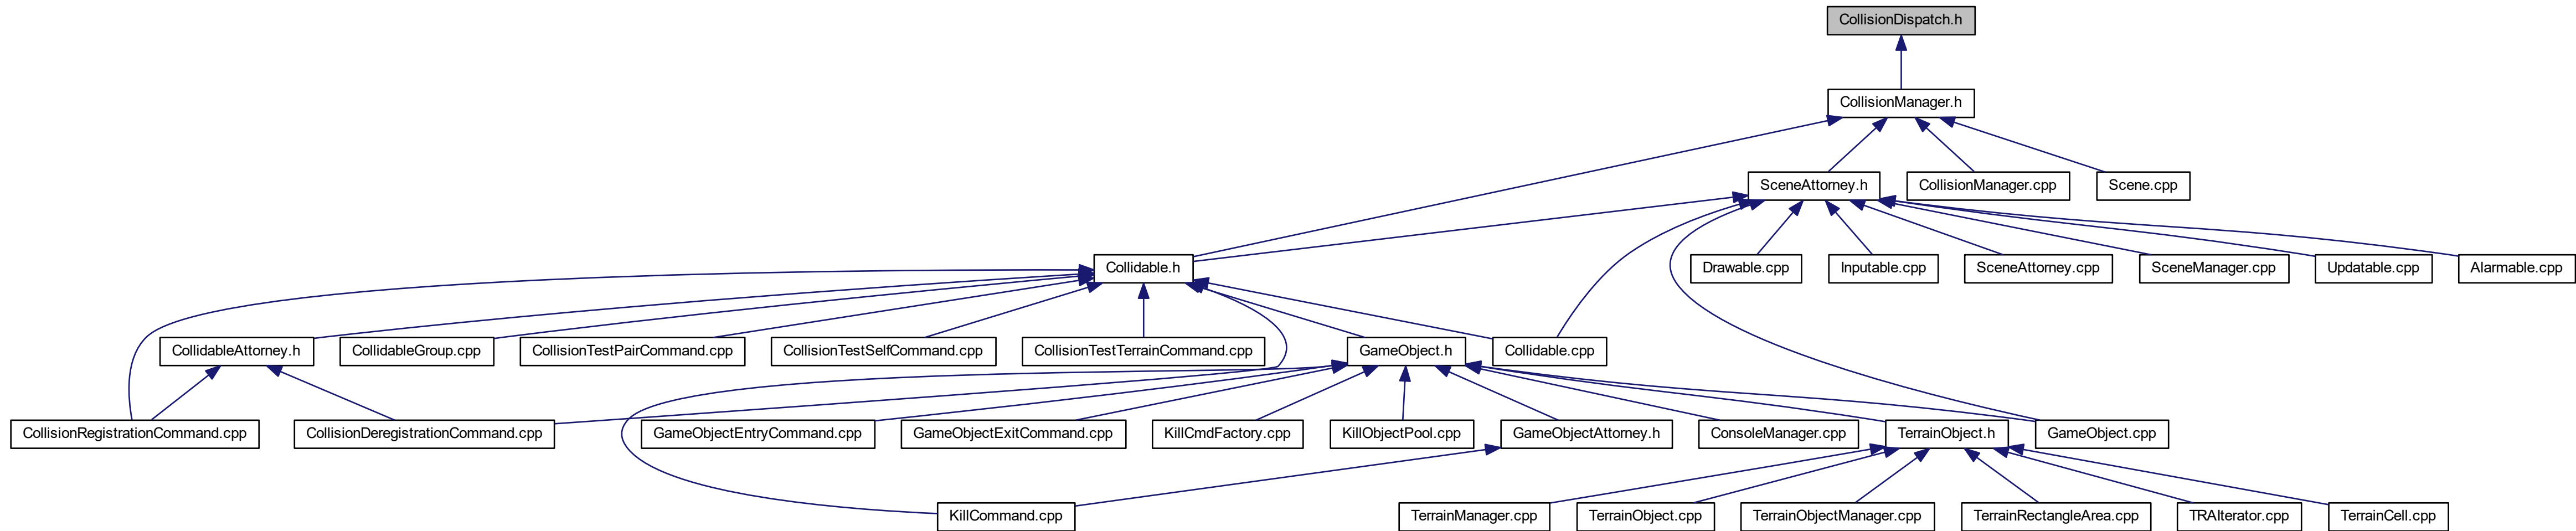 CollisionDispatch.h
CollisionManager.h
SceneAttorney.h
CollisionManager.cpp
Scene.cpp
Collidable.h
Drawable.cpp
Inputable.cpp
SceneAttorney.cpp
SceneManager.cpp
Updatable.cpp
Alarmable.cpp
CollidableAttorney.h
CollidableGroup.cpp
CollisionTestPairCommand.cpp
CollisionTestSelfCommand.cpp
CollisionTestTerrainCommand.cpp
GameObject.h
Collidable.cpp
CollisionRegistrationCommand.cpp
CollisionDeregistrationCommand.cpp
GameObjectEntryCommand.cpp
GameObjectExitCommand.cpp
KillCmdFactory.cpp
KillObjectPool.cpp
GameObjectAttorney.h
ConsoleManager.cpp
TerrainObject.h
GameObject.cpp
KillCommand.cpp
TerrainManager.cpp
TerrainObject.cpp
TerrainObjectManager.cpp
TerrainRectangleArea.cpp
TRAIterator.cpp
TerrainCell.cpp